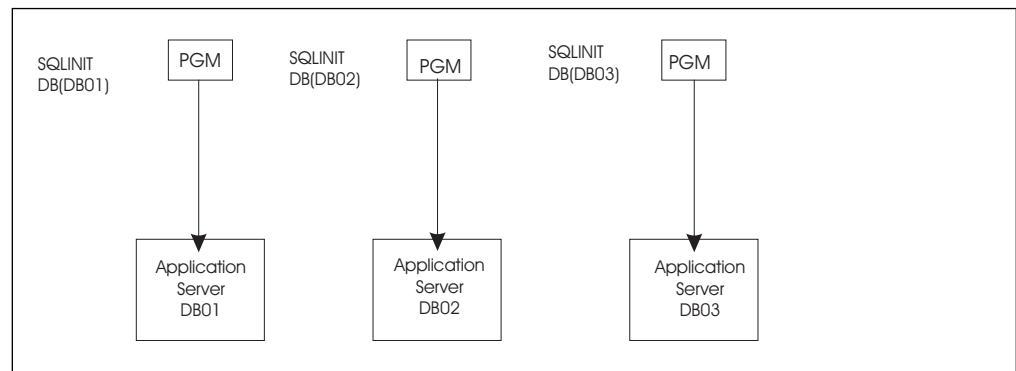 SQLINIT
DB(DB01)
PGM
SQLINIT
DB(DB02)
PGM
SQLINIT
DB(DB03)
PGM
Application
Server
DB01
Application
Server
DB02
Application
Server
DB03